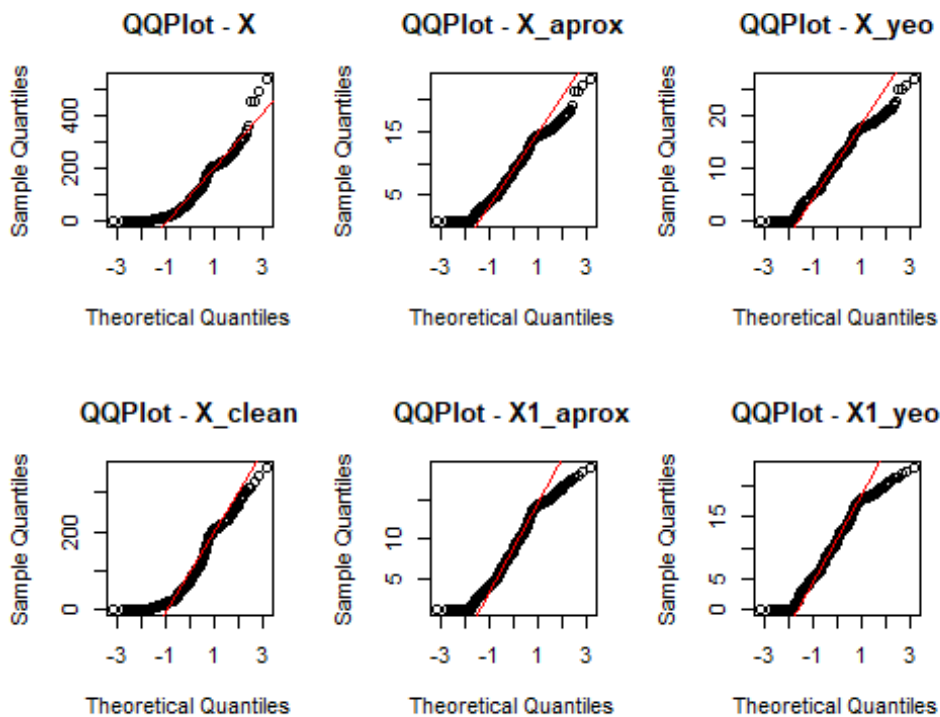 QQPlot - X
Sample Quantiles
400
200
0
-3 -1 1 3
Theoretical Quantiles
QQPlot - X_aprox
Sample Quantiles
15
5
-3 -1 1 3
Theoretical Quantiles
QQPlot - X_yeo
Sample Quantiles
20
10
0
-3 -1 1 3
Theoretical Quantiles
QQPlot - X_clean
Sample Quantiles
200
0
-3 -1 1 3
Theoretical Quantiles
QQPlot - X1_aprox
Sample Quantiles
10
5
-3 -1 1 3
Theoretical Quantiles
QQPlot - X1_yeo
Sample Quantiles
15
5
0
-3 -1 1 3
Theoretical Quantiles